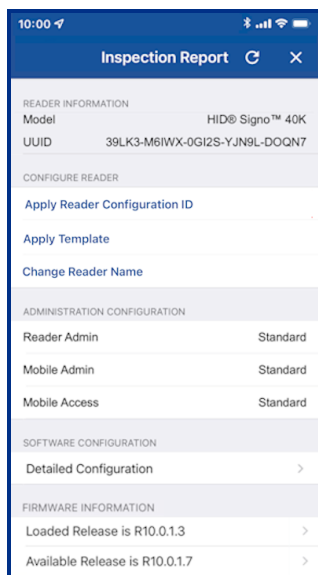 10:00
Inspection Report
READER INFORMATION
Model HID® Signo™ 40K
UUID 39LK3-M6IWX-0GI2S-YJN9L-DOQN7
CONFIGURE READER
Apply Reader Configuration ID
Apply Template
Change Reader Name
ADMINISTRATION CONFIGURATION
Reader Admin Standard
Mobile Admin Standard
Mobile Access Standard
SOFTWARE CONFIGURATION
Detailed Configuration
FIRMWARE INFORMATION
Loaded Release is R10.0.1.3
Available Release is R10.0.1.7